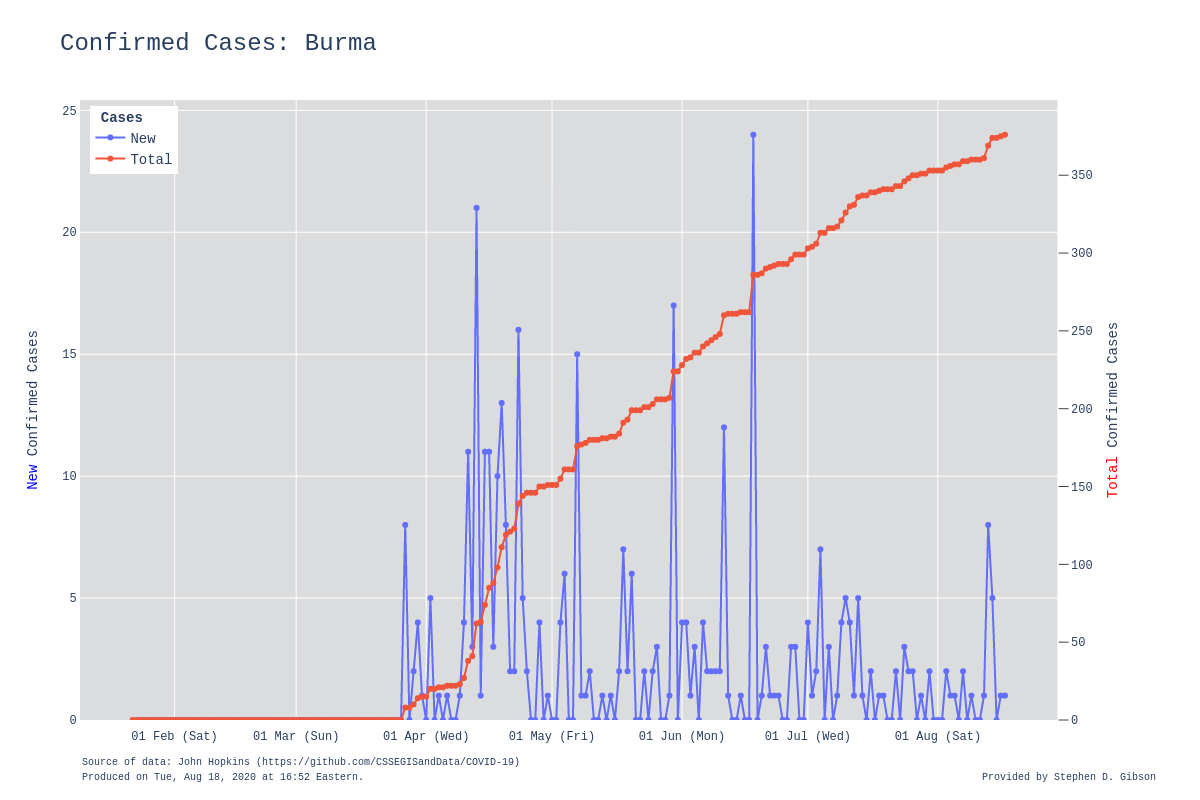 Confirmed Cases: Burma
Cases
New
Total
25
20
15
10
5
0
350
300
250
200
150
100
50
0
New Confirmed Cases
Total Confirmed Cases
01 Feb (Sat)
01 Mar (Sun)
01 Apr (Wed)
01 May (Fri)
01 Jun (Mon)
01 Jul (Wed)
01 Aug (Sat)
Source of data: John Hopkins (https://github.com/CSSEGISandData/COVID-19)
Produced on Tue, Aug 18, 2020 at 16:52 Eastern.
Provided by Stephen D. Gibson